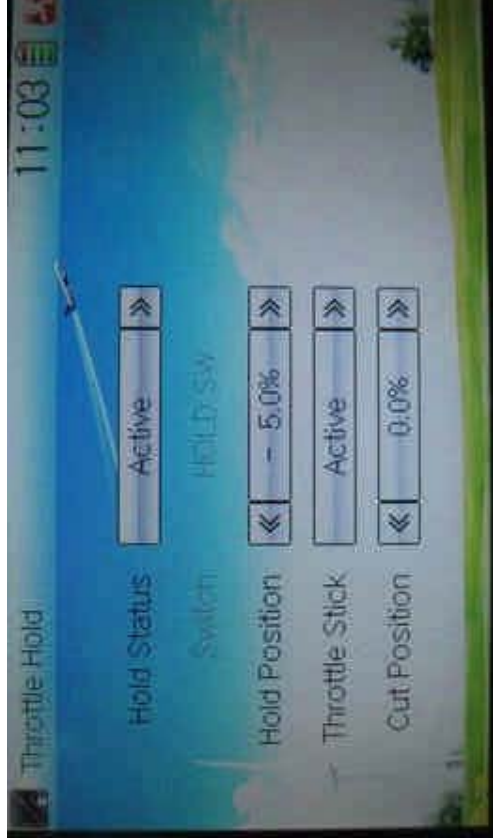 Throttle Hold 11:03
Hold Status Active
Switch HOLD SW
Hold Position - 5.0%
Throttle Stick Active
Cut Position 0.0%